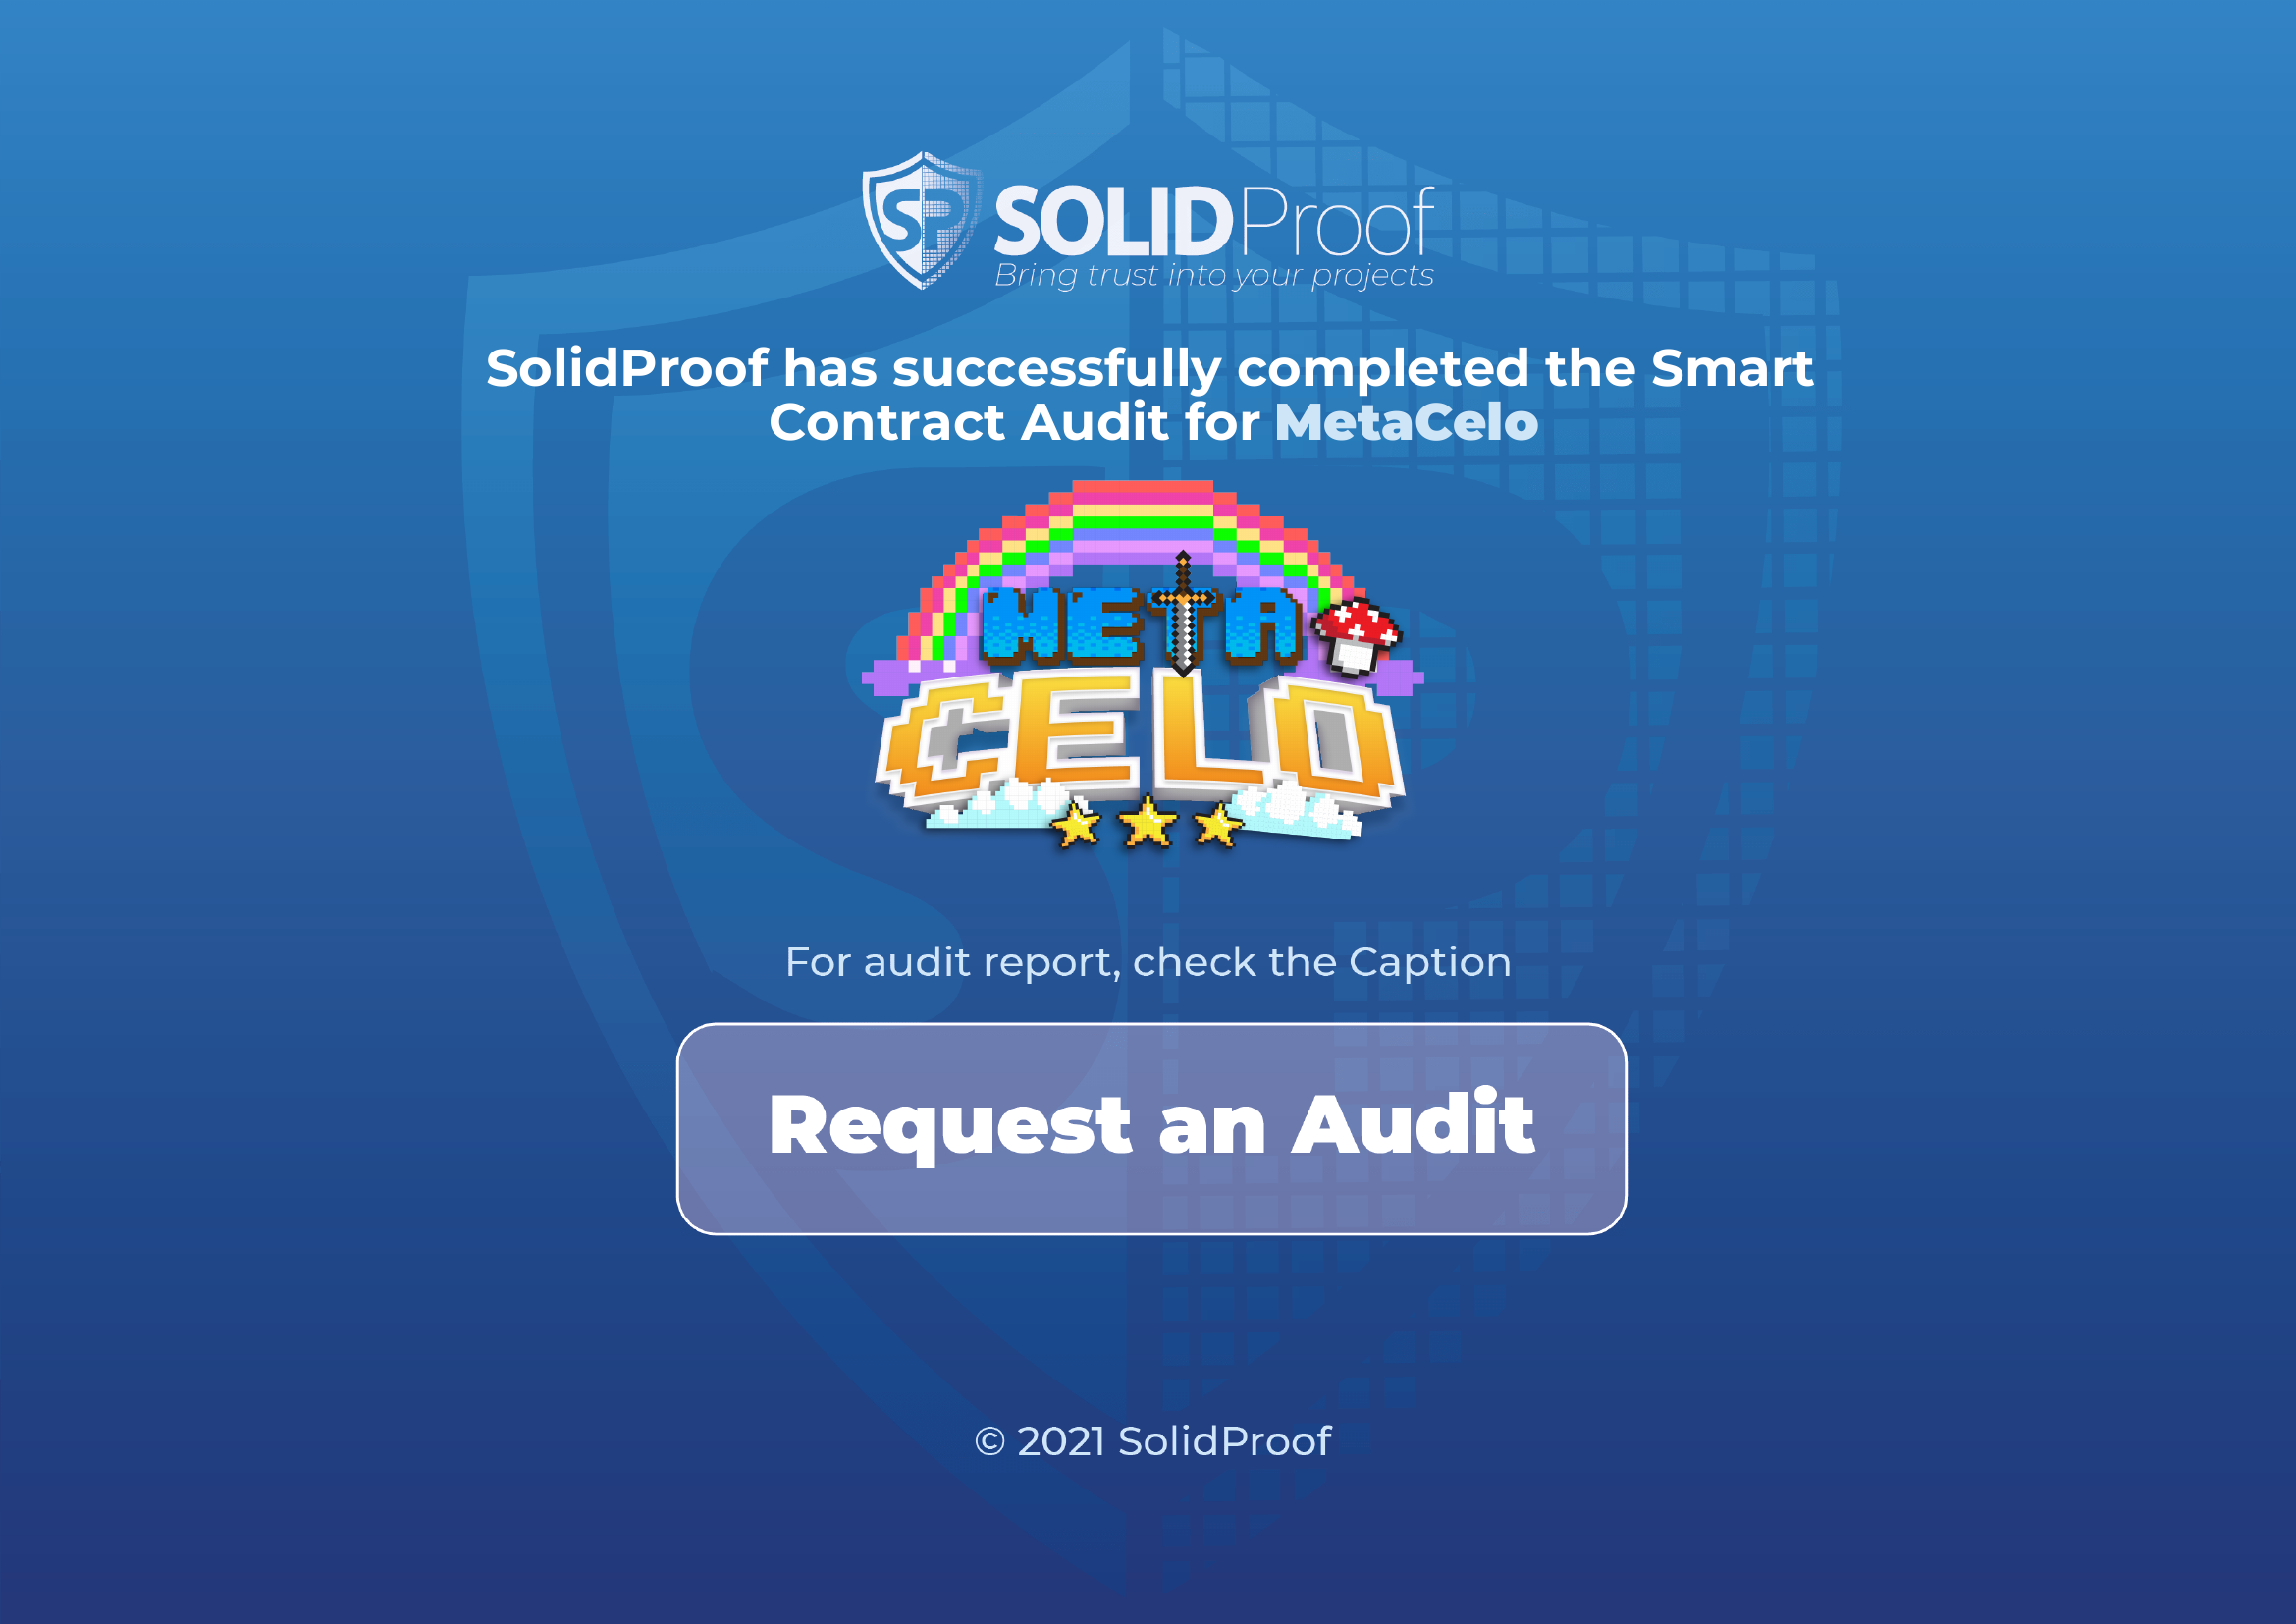 SP SOLIDProof
Bring trust into your projects
SolidProof has successfully completed the Smart
Contract Audit for MetaCelo
META
CELO
For audit report, check the Caption
Request an Audit
© 2021 SolidProof